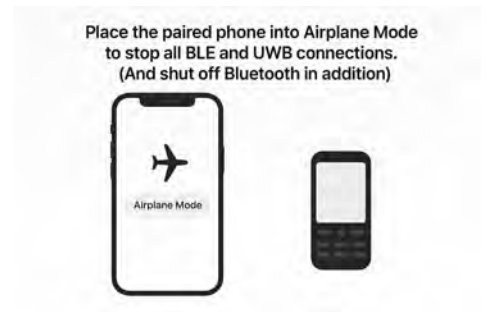 Place the paired phone into Airplane Mode
to stop all BLE and UWB connections.
(And shut off Bluetooth in addition)
Airplane Mode